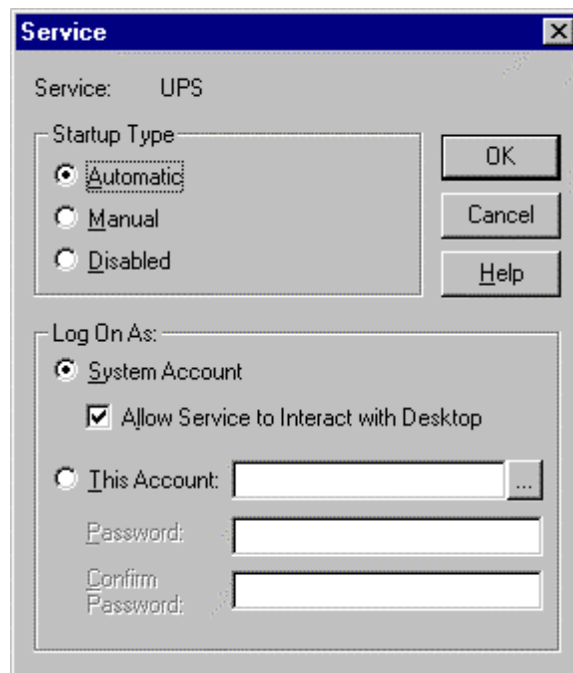 Service
Service: UPS
Startup Type
Automatic
Manual
Disabled
OK
Cancel
Help
Log On As:
System Account
Allow Service to Interact with Desktop
This Account:
...
Password:
Confirm
Password: